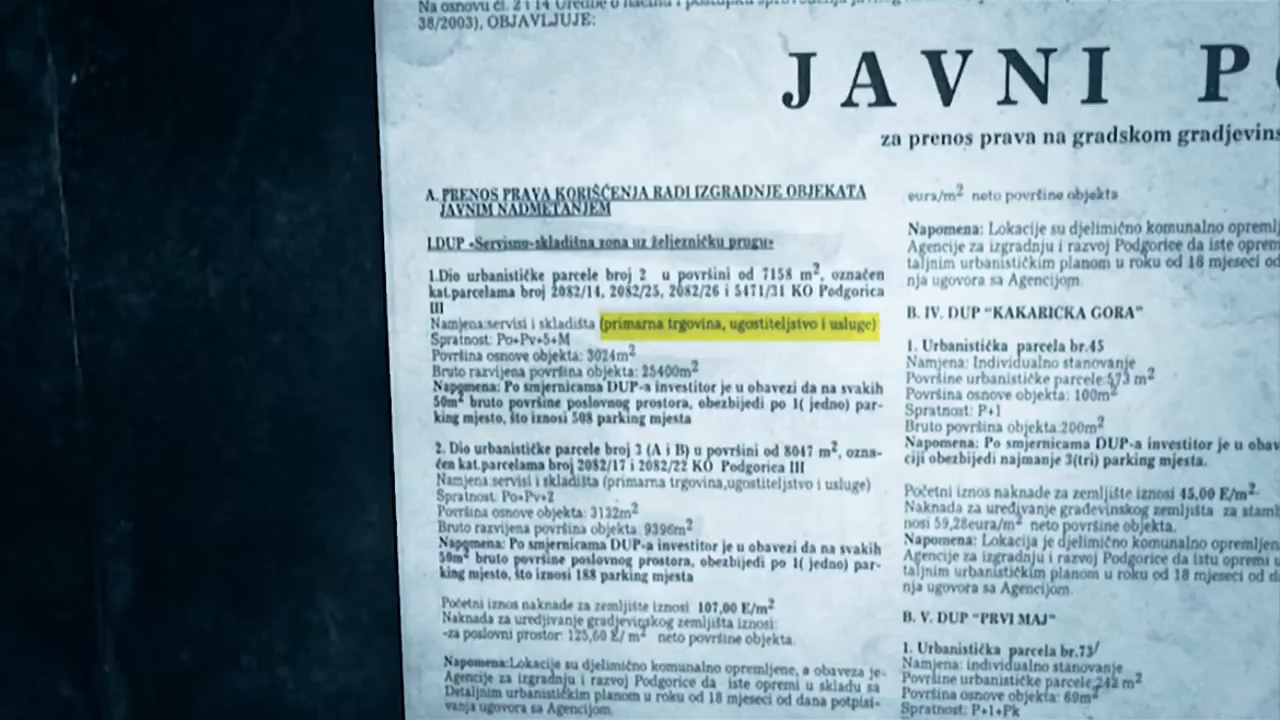 Na osnovu čl. 2 i 14 Uredbe o načinu i postupku
38/2003), OBJAVLJUJE:
JAVNI P
za prenos prava na gradskom gradjevins
A. PRENOS PRAVA KORIŠĆENJA RADI IZGRADNJE OBJEKATA
JAVNIM NADMETANJEM
I.DUP «Servisno-skladišna zona uz željezničku prugu»
1.Dio urbanističke parcele broj 2 u površini od 7158 m², označen
kat.parcelama broj 2082/14, 2082/25, 2082/26 i 5471/31 KO Podgorica
III
Namjena:servisi i skladišta (primarna trgovina, ugostiteljstvo i usluge)
Spratnost: Po+Pv+5+M
Površina osnove objekta: 3024m²
Bruto razvijena površina objekta: 25400m²
Napomena: Po smjernicama DUP-a investitor je u obavezi da na svakih
50m² bruto površine poslovnog prostora, obezbijedi po 1( jedno) par-
king mjesto, što iznosi 508 parking mjesta
2. Dio urbanističke parcele broj 3 (A i B) u površini od 8047 m², ozna-
čen kat.parcelama broj 2082/17 i 2082/22 KO Podgorica III
Namjena:servisi i skladišta (primarna trgovina,ugostiteljstvo i usluge)
Spratnost: Po+Pv+2
Površina osnove objekta: 3132m²
Bruto razvijena površina objekta: 9396m²
Napomena: Po smjernicama DUP-a investitor je u obavezi da na svakih
50m² bruto površine poslovnog prostora, obezbijedi po 1( jedno) par-
king mjesto, što iznosi 188 parking mjesta
Početni iznos naknade za zemljište iznosi 107,00 E/m²
Naknada za uredjivanje gradjevinskog zemljišta iznosi:
-za poslovni prostor: 125,60 E/ m² neto površine objekta.
Napomena:Lokacije su djelimično komunalno opremljene, a obaveza je-
Agencije za izgradnju i razvoj Podgorice da iste opremi u skladu sa
Detaljnim urbanističkim planom u roku od 18 mjeseci od dana potpisi-
vanja ugovora sa Agencijom
eura/m² neto površine objekta
Napomena: Lokacije su djelimično komunalno opremlj
Agencije za izgradnju i razvoj Podgorice da iste oprem
taljnim urbanističkim planom u roku od 18 mjeseci od
nja ugovora sa Agencijom.
B. IV. DUP "KAKARICKA GORA"
1. Urbanistička parcela br.45
Namjena: Individualno stanovanje
Površine urbanističke parcele:573 m²
Površina osnove objekta: 100m²
Spratnost: P+1
Bruto površina objekta:200m²
Napomena: Po smjernicama DUP-a investitor je u obav
ciji obezbijedi najmanje 3(tri) parking mjesta.
Početni iznos naknade za zemljište iznosi 45,00 E/m²
Naknada za uređivanje građevinskog zemljišta za stamb
nosi 59,28eura/m² neto površine objekta.
Napomena: Lokacija je djelimično komunalno opremljen
Agencije za izgradnju i razvoj Podgorice da istu opremi u
taljnim urbanističkim planom u roku od 18 mjeseci od d
nja ugovora sa Agencijom.
B. V. DUP "PRVI MAJ"
1. Urbanistička parcela br.73/
Namjena: individualno stanovanje
Površine urbanističke parcele:242 m²
Površina osnove objekta: 69m²
Spratnost: P+1+Pk